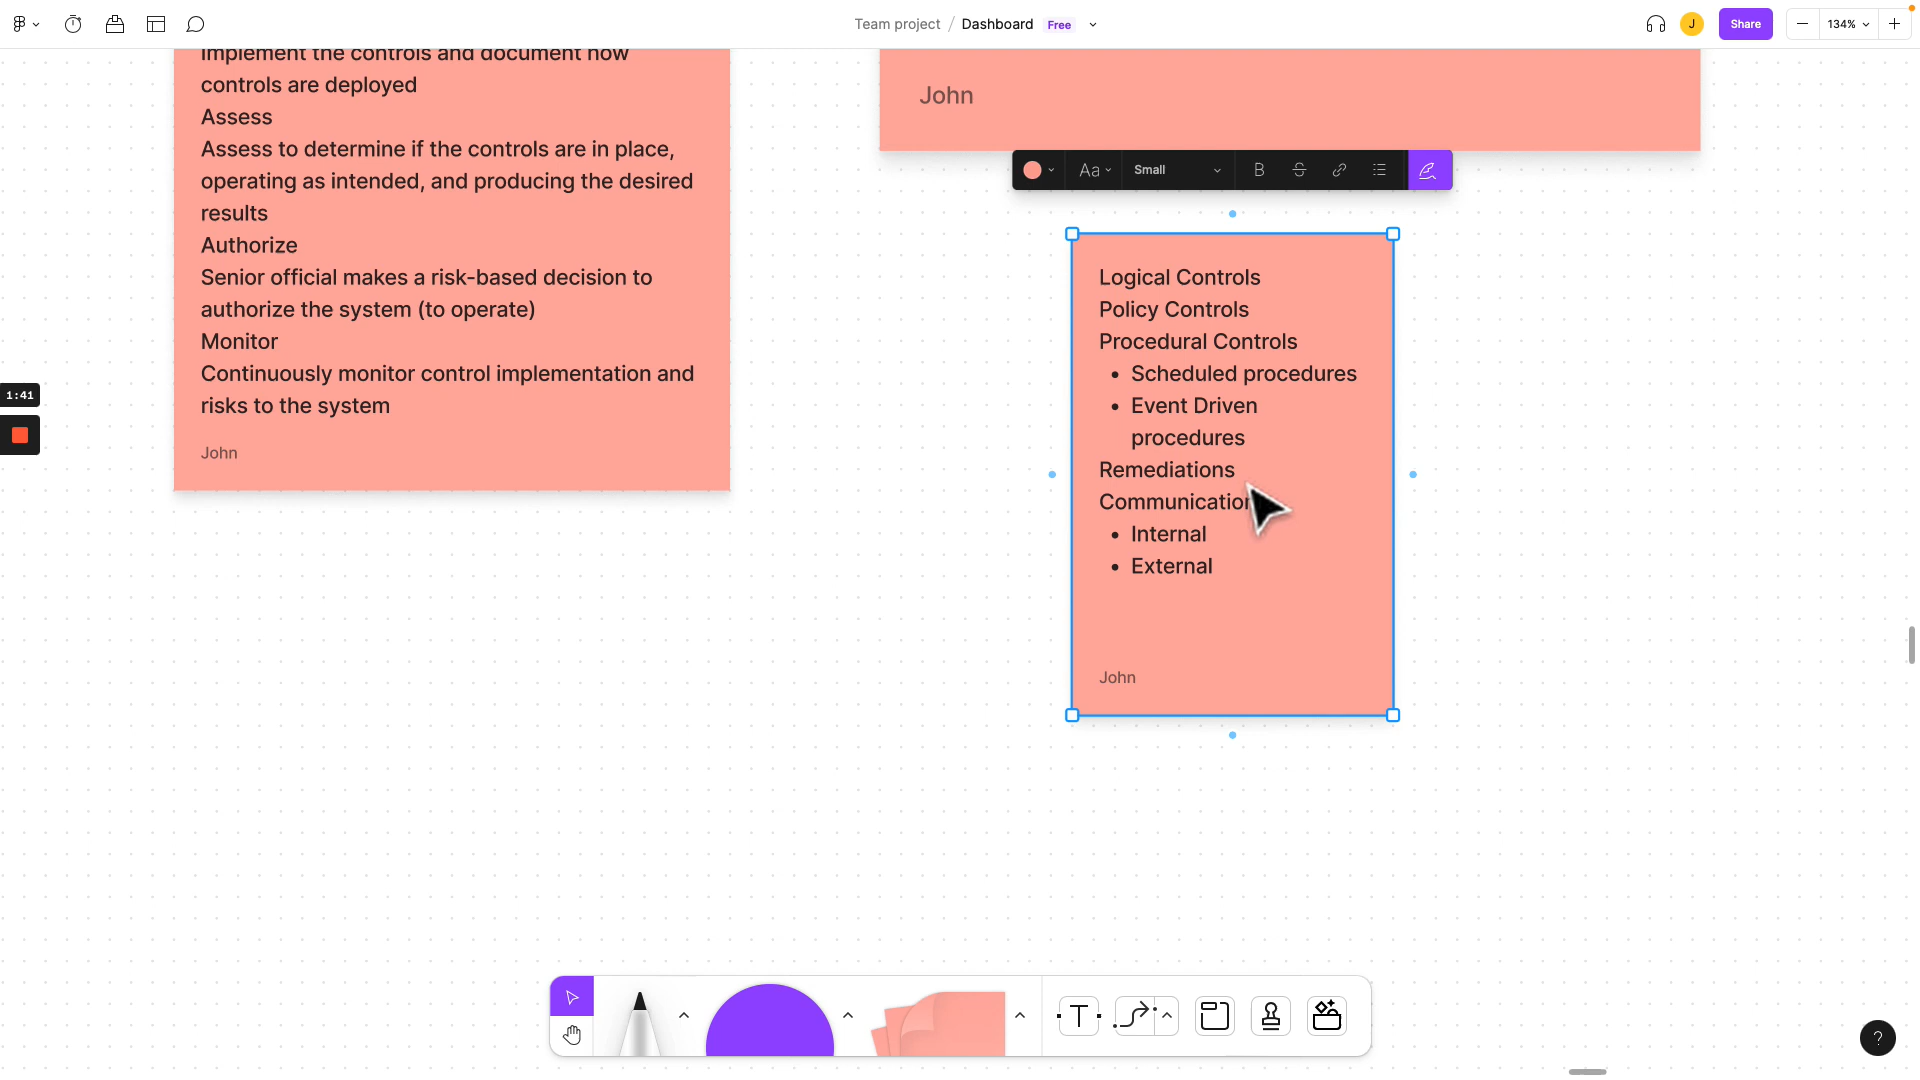 Team project / Dashboard Free
J
Share
134%
Implement the controls and document how
controls are deployed
Assess
Assess to determine if the controls are in place,
operating as intended, and producing the desired
results
Authorize
Senior official makes a risk-based decision to
authorize the system (to operate)
Monitor
Continuously monitor control implementation and
risks to the system
John
1:41
John
Aa
Small
B
S
Logical Controls
Policy Controls
Procedural Controls
• Scheduled procedures
• Event Driven
procedures
Remediations
Communication
• Internal
• External
John
T
?